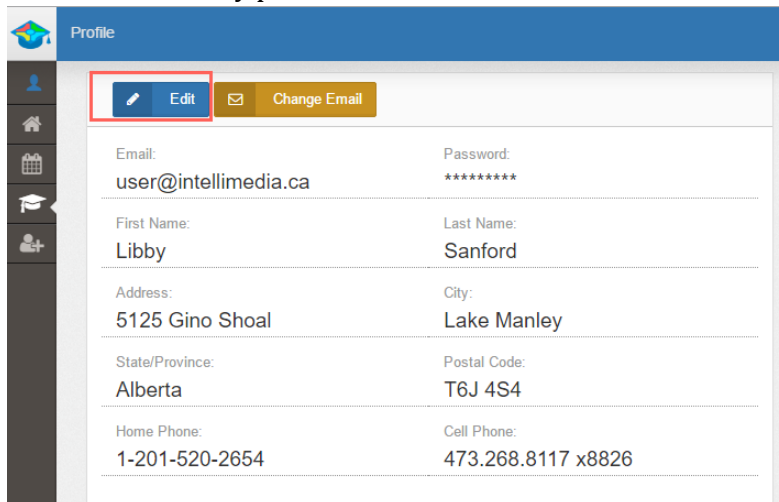 Profile
Edit Change Email
Email: Password:
user@intellimedia.ca *********
First Name: Last Name:
Libby Sanford
Address: City:
5125 Gino Shoal Lake Manley
State/Province: Postal Code:
Alberta T6J 4S4
Home Phone: Cell Phone:
1-201-520-2654 473.268.8117 x8826